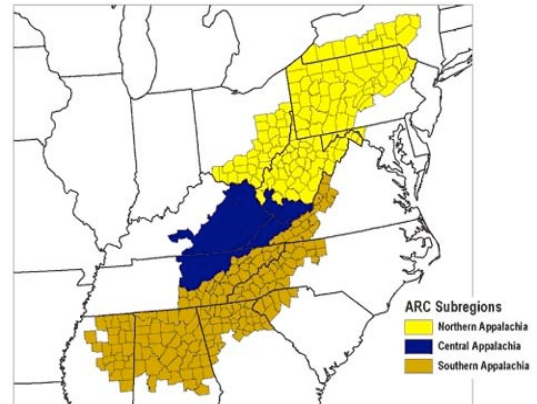 ARC Subregions
Northern Appalachia
Central Appalachia
Southern Appalachia